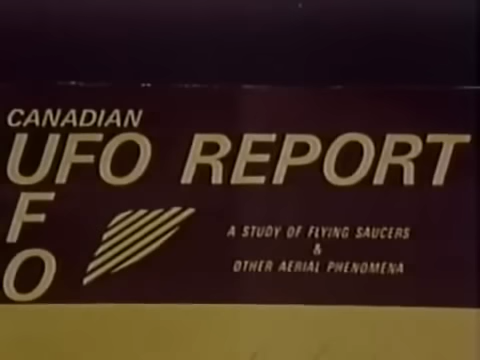 CANADIAN
UFO REPORT
F
O
A STUDY OF FLYING SAUCERS
&
OTHER AERIAL PHENOMENA